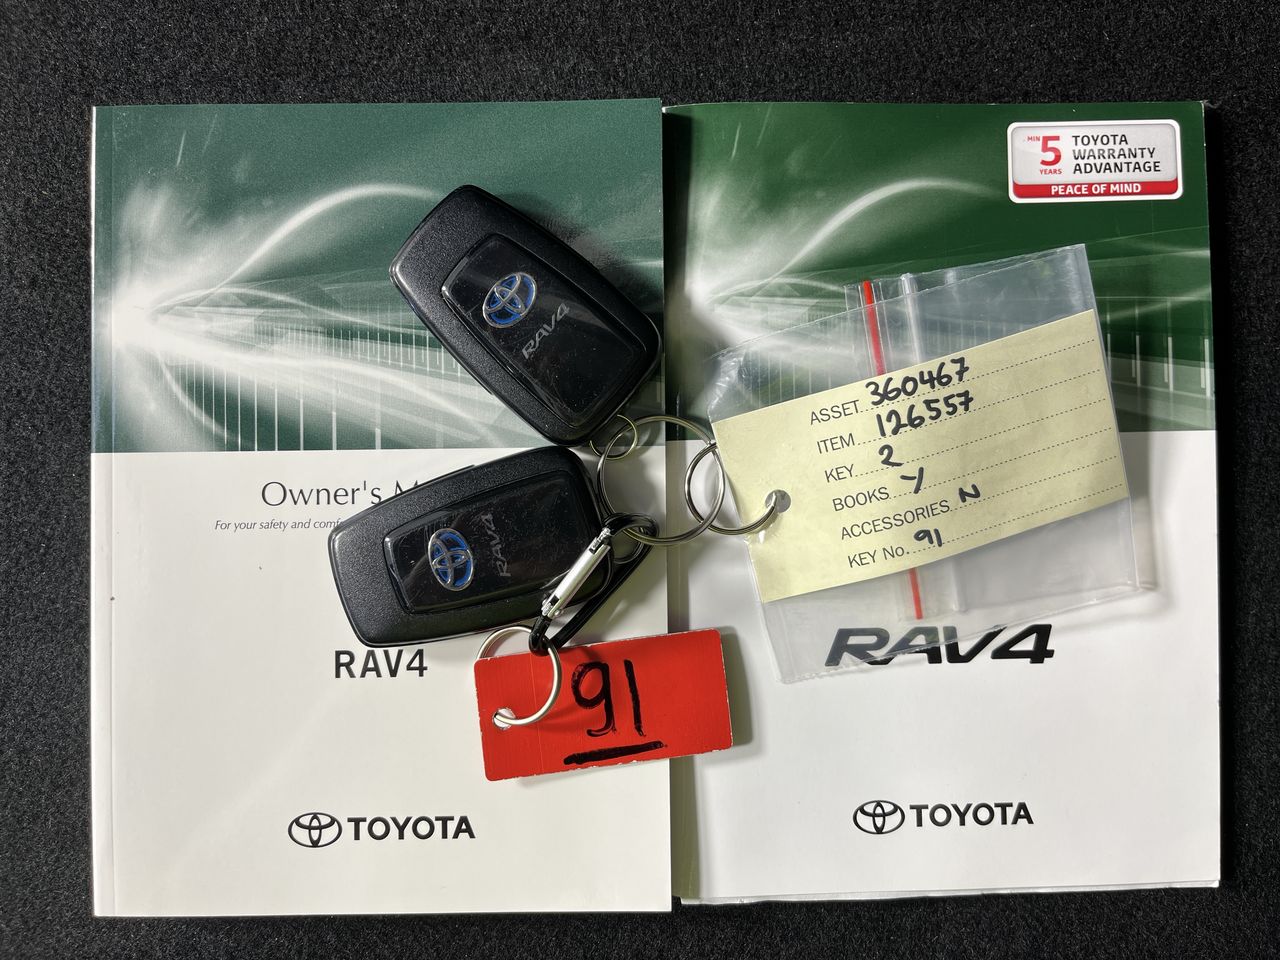 MIN 5 YEARS
TOYOTA
WARRANTY
ADVANTAGE
PEACE OF MIND
RAV4
ASSET 360467
ITEM 126557
KEY 2
BOOKS Y
ACCESSORIES N
KEY No. 91
Owner's
For your safety and
RAV4
RAV4
RAV4
91
TOYOTA
TOYOTA